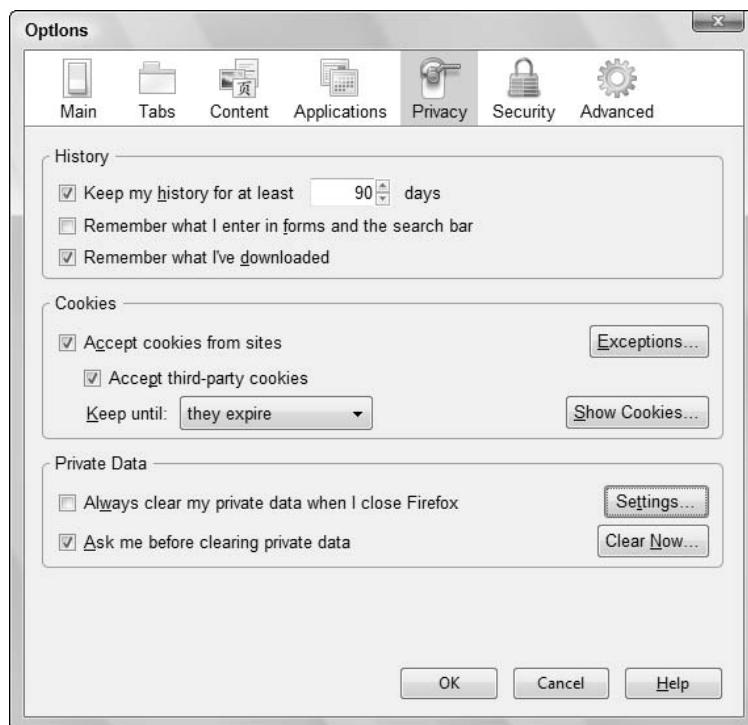 Options
Main Tabs Content Applications Privacy Security Advanced
History
Keep my history for at least 90 days
Remember what I enter in forms and the search bar
Remember what I've downloaded
Cookies
Accept cookies from sites Exceptions...
Accept third-party cookies
Keep until: they expire Show Cookies...
Private Data
Always clear my private data when I close Firefox Settings...
Ask me before clearing private data Clear Now...
OK Cancel Help
页